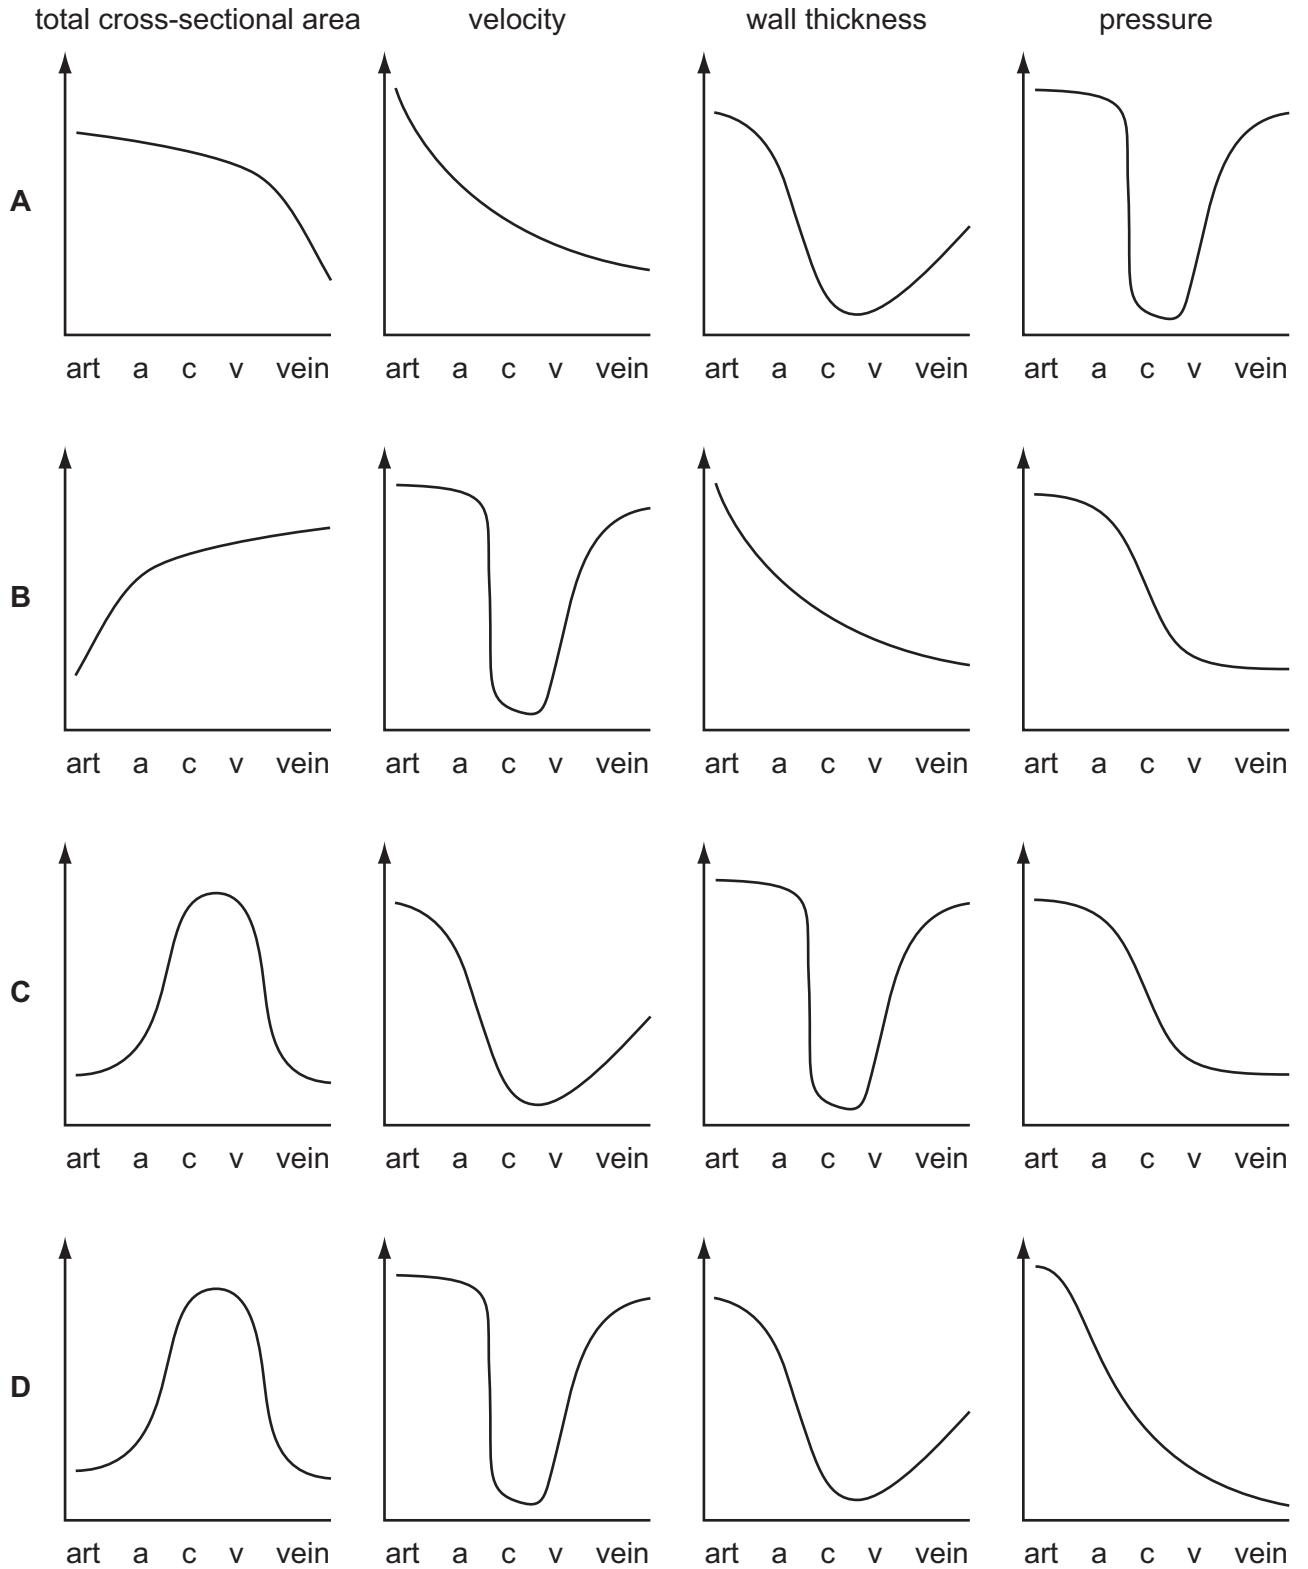 total cross-sectional area velocity wall thickness pressure
A
art a c v vein art a c v vein art a c v vein art a c v vein
B
art a c v vein art a c v vein art a c v vein art a c v vein
C
art a c v vein art a c v vein art a c v vein art a c v vein
D
art a c v vein art a c v vein art a c v vein art a c v vein